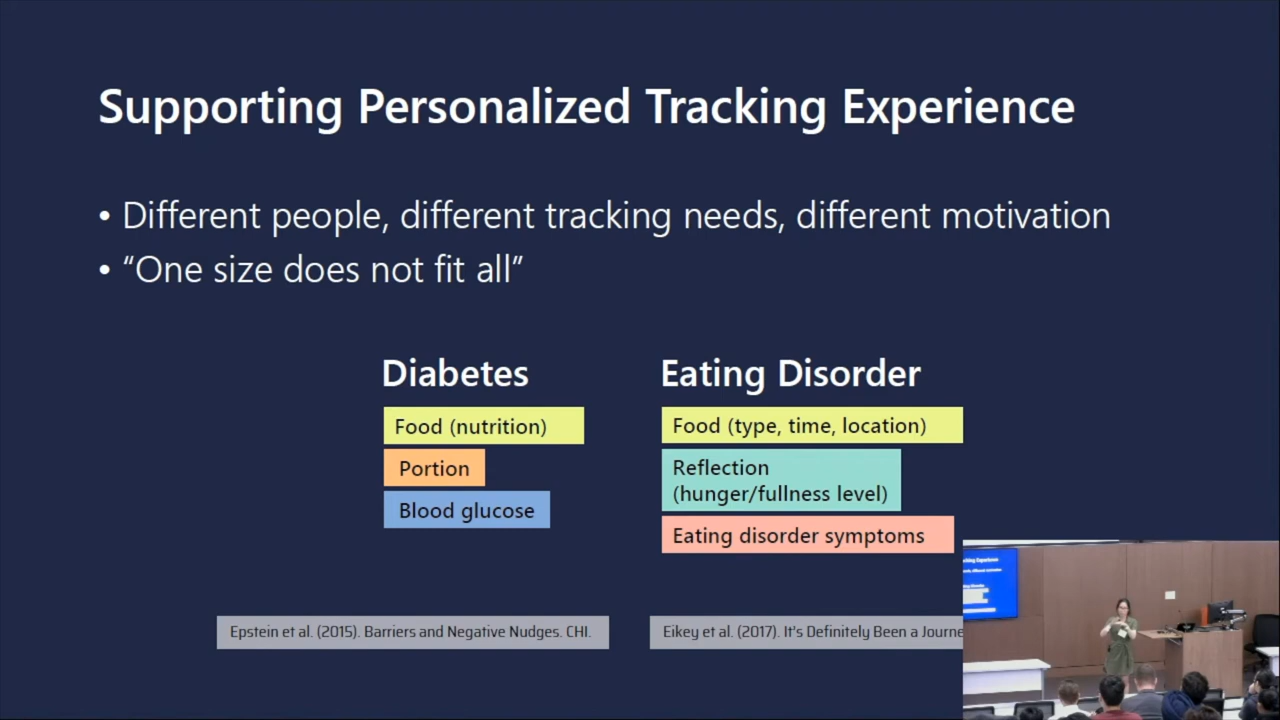 Supporting Personalized Tracking Experience
• Different people, different tracking needs, different motivation
• “One size does not fit all”
Diabetes
Food (nutrition)
Portion
Blood glucose
Eating Disorder
Food (type, time, location)
Reflection
(hunger/fullness level)
Eating disorder symptoms
Epstein et al. (2015). Barriers and Negative Nudges. CHI.
Eikey et al. (2017). It's Definitely Been a Journe